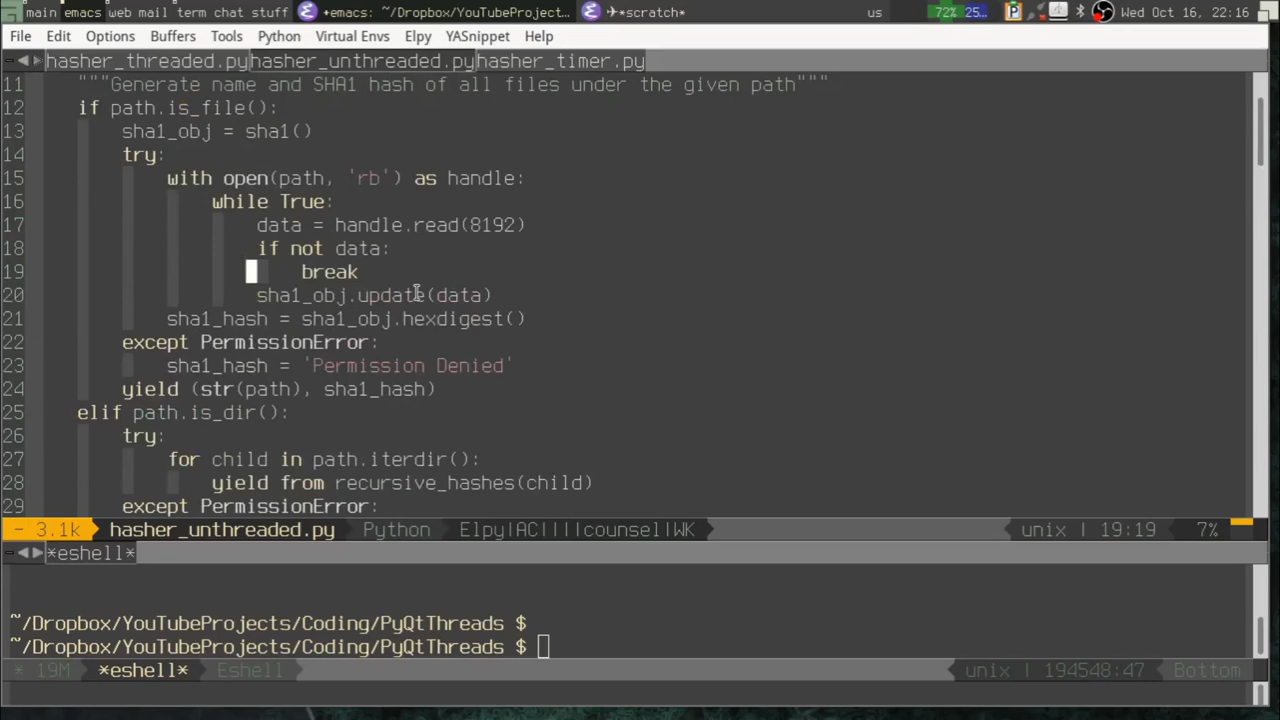 main emacs web mail term chat stuff +emacs: ~/Dropbox/YouTubeProject... *scratch* us 72% 25... P Wed Oct 16, 22:16
File Edit Options Buffers Tools Python Virtual Envs Elpy YASnippet Help
hasher_threaded.py hasher_unthreaded.py hasher_timer.py
11 """Generate name and SHA1 hash of all files under the given path"""
12 if path.is_file():
13 sha1_obj = sha1()
14 try:
15 with open(path, 'rb') as handle:
16 while True:
17 data = handle.read(8192)
18 if not data:
19 break
20 sha1_obj.update(data)
21 sha1_hash = sha1_obj.hexdigest()
22 except PermissionError:
23 sha1_hash = 'Permission Denied'
24 yield (str(path), sha1_hash)
25 elif path.is_dir():
26 try:
27 for child in path.iterdir():
28 yield from recursive_hashes(child)
29 except PermissionError:
- 3.1k hasher_unthreaded.py Python Elpy|AC||||counsel|WK unix | 19:19 7%
*eshell*
~/Dropbox/YouTubeProjects/Coding/PyQtThreads $
~/Dropbox/YouTubeProjects/Coding/PyQtThreads $
* 19M *eshell* Eshell unix | 194548:47 Bottom